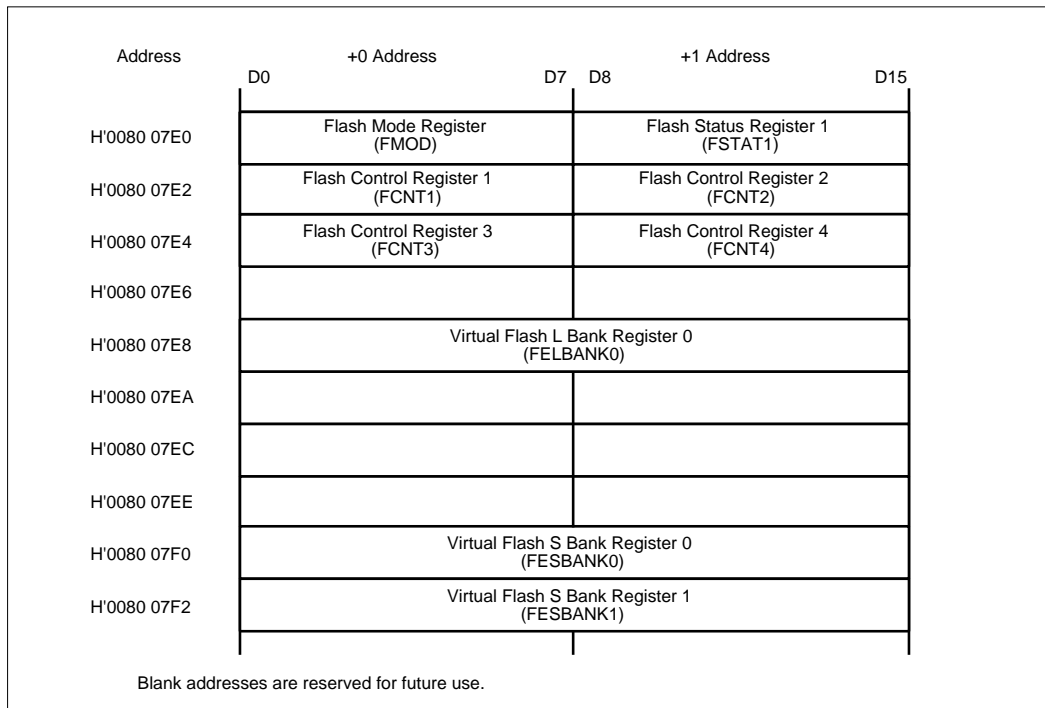 Address +0 Address +1 Address
D0 D7 D8 D15
H'0080 07E0 Flash Mode Register Flash Status Register 1
(FMOD) (FSTAT1)
H'0080 07E2 Flash Control Register 1 Flash Control Register 2
(FCNT1) (FCNT2)
H'0080 07E4 Flash Control Register 3 Flash Control Register 4
(FCNT3) (FCNT4)
H'0080 07E6
H'0080 07E8 Virtual Flash L Bank Register 0
(FELBANK0)
H'0080 07EA
H'0080 07EC
H'0080 07EE
H'0080 07F0 Virtual Flash S Bank Register 0
(FESBANK0)
H'0080 07F2 Virtual Flash S Bank Register 1
(FESBANK1)
Blank addresses are reserved for future use.